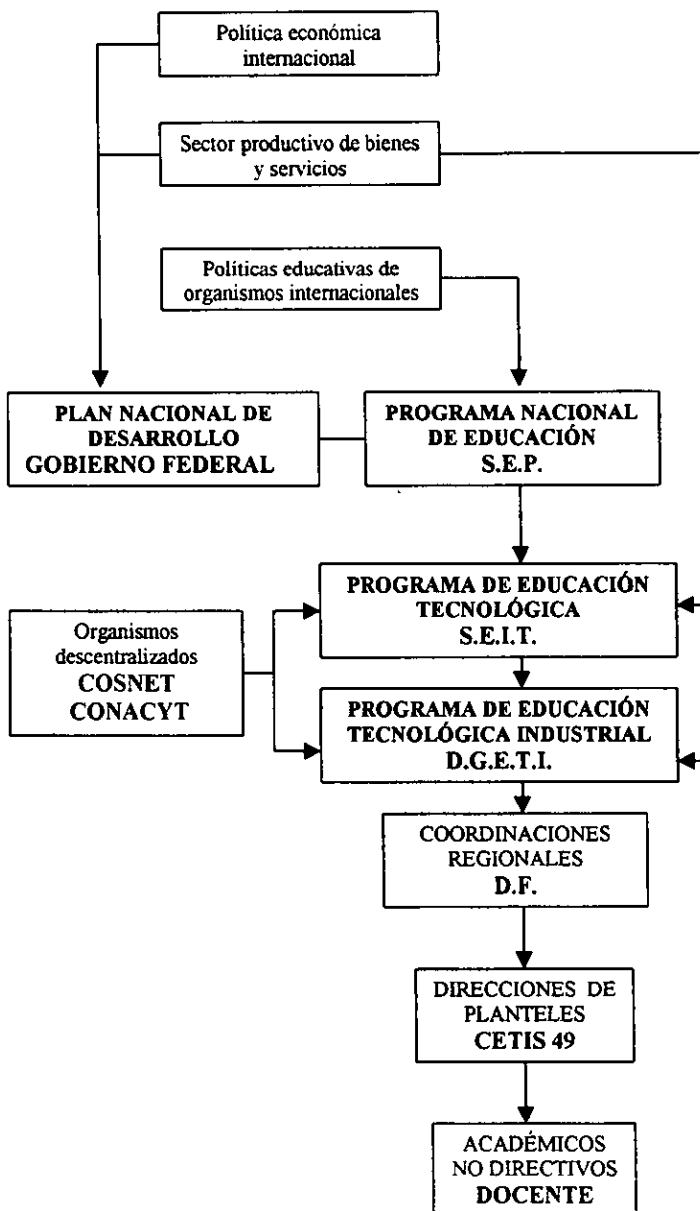 Política económica
internacional
Sector productivo de bienes
y servicios
Políticas educativas de
organismos internacionales
PLAN NACIONAL DE
DESARROLLO
GOBIERNO FEDERAL
PROGRAMA NACIONAL
DE EDUCACIÓN
S.E.P.
PROGRAMA DE EDUCACIÓN
TECNOLÓGICA
S.E.I.T.
Organismos
descentralizados
COSNET
CONACYT
PROGRAMA DE EDUCACIÓN
TECNOLÓGICA INDUSTRIAL
D.G.E.T.I.
COORDINACIONES
REGIONALES
D.F.
DIRECCIONES DE
PLANTELES
CETIS 49
ACADÉMICOS
NO DIRECTIVOS
DOCENTE